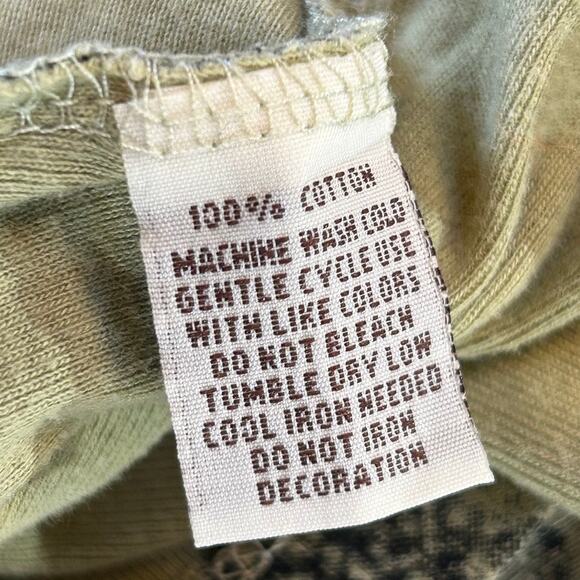 100% COTTON
MACHINE WASH COLD
GENTLE CYCLE USE
WITH LIKE COLORS
DO NOT BLEACH
TUMBLE DRY LOW
COOL IRON NEEDED
DO NOT IRON
DECORATION